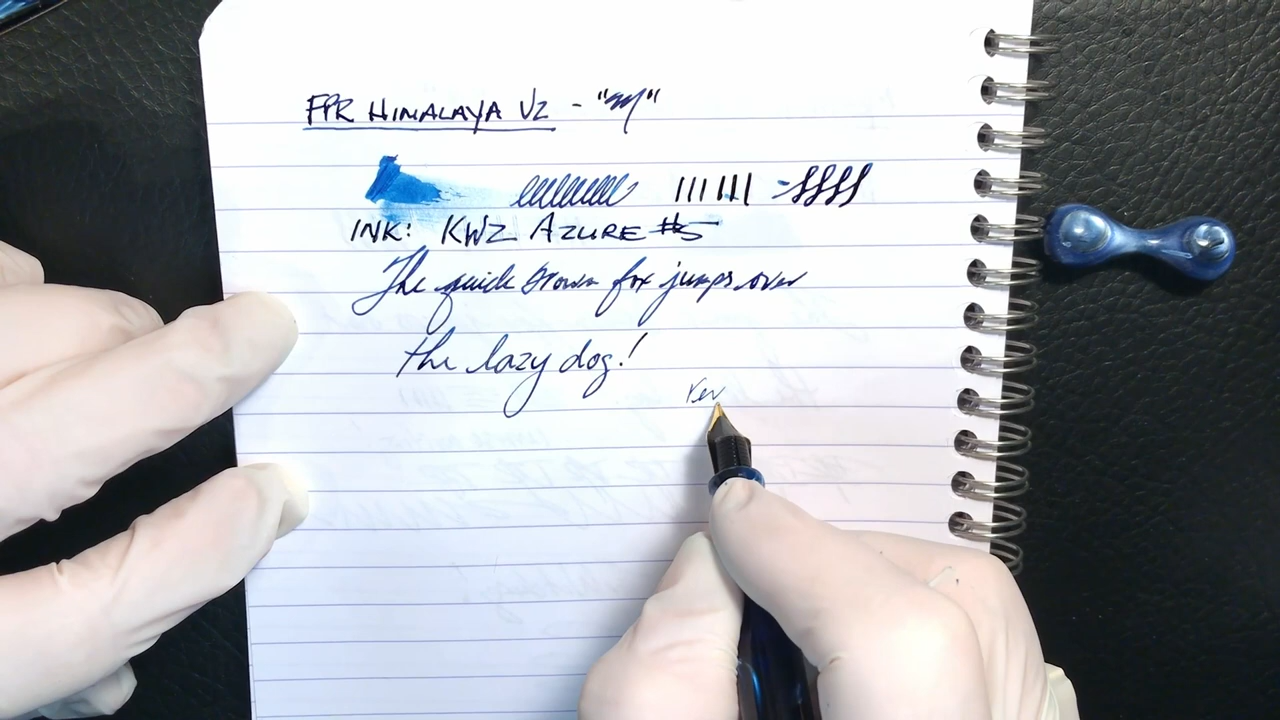 FPR HIMALAYA V2 - "M"
INK: KWZ AZURE #5
The quick brown fox jumps over
the lazy dog!